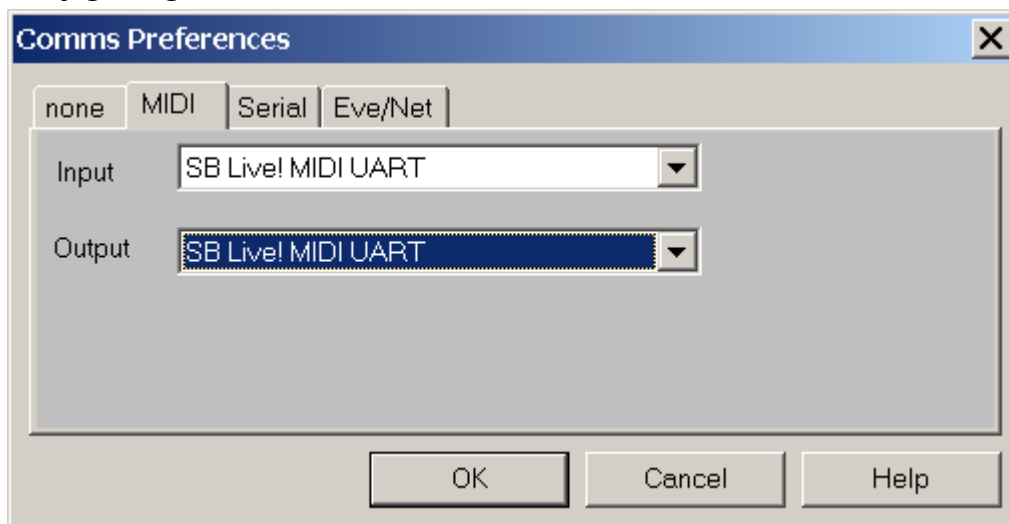 Comms Preferences
none MIDI Serial Eve/Net
Input SB Live! MIDI UART
Output SB Live! MIDI UART
OK Cancel Help